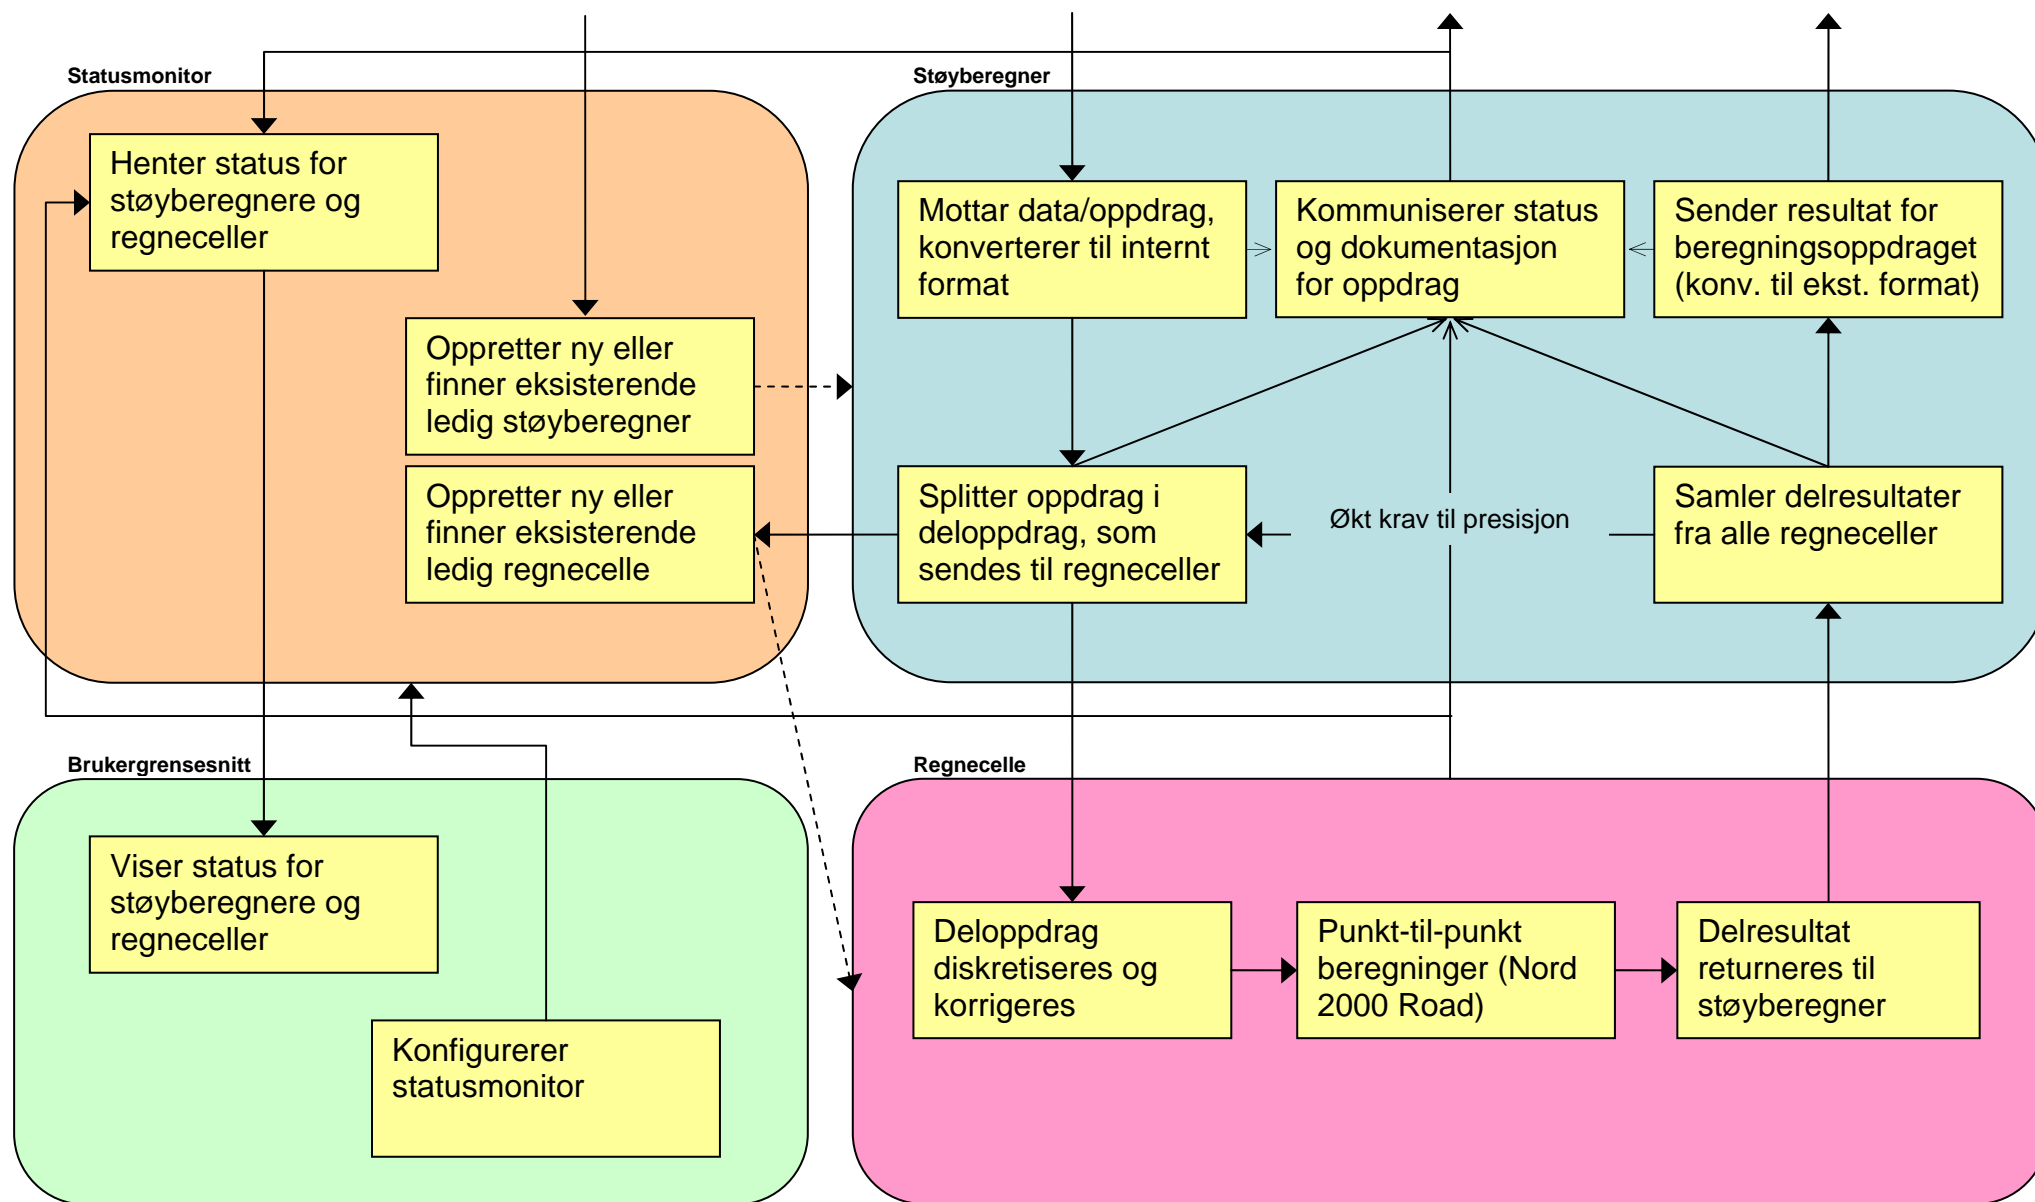 Statusmonitor
Henter status for
støyberegnere og
regneceller
Oppretter ny eller
finner eksisterende
ledig støyberegner
Oppretter ny eller
finner eksisterende
ledig regnecelle
Støyberegner
Mottar data/oppdrag,
konverterer til internt
format
Kommuniserer status
og dokumentasjon
for oppdrag
Sender resultat for
beregningsoppdraget
(konv. til ekst. format)
Splitter oppdrag i
deloppdrag, som
sendes til regneceller
Økt krav til presisjon
Samler delresultater
fra alle regneceller
Brukergrensesnitt
Viser status for
støyberegnere og
regneceller
Konfigurerer
statusmonitor
Regnecelle
Deloppdrag
diskretiseres og
korrigeres
Punkt-til-punkt
beregninger (Nord
2000 Road)
Delresultat
returneres til
støyberegner